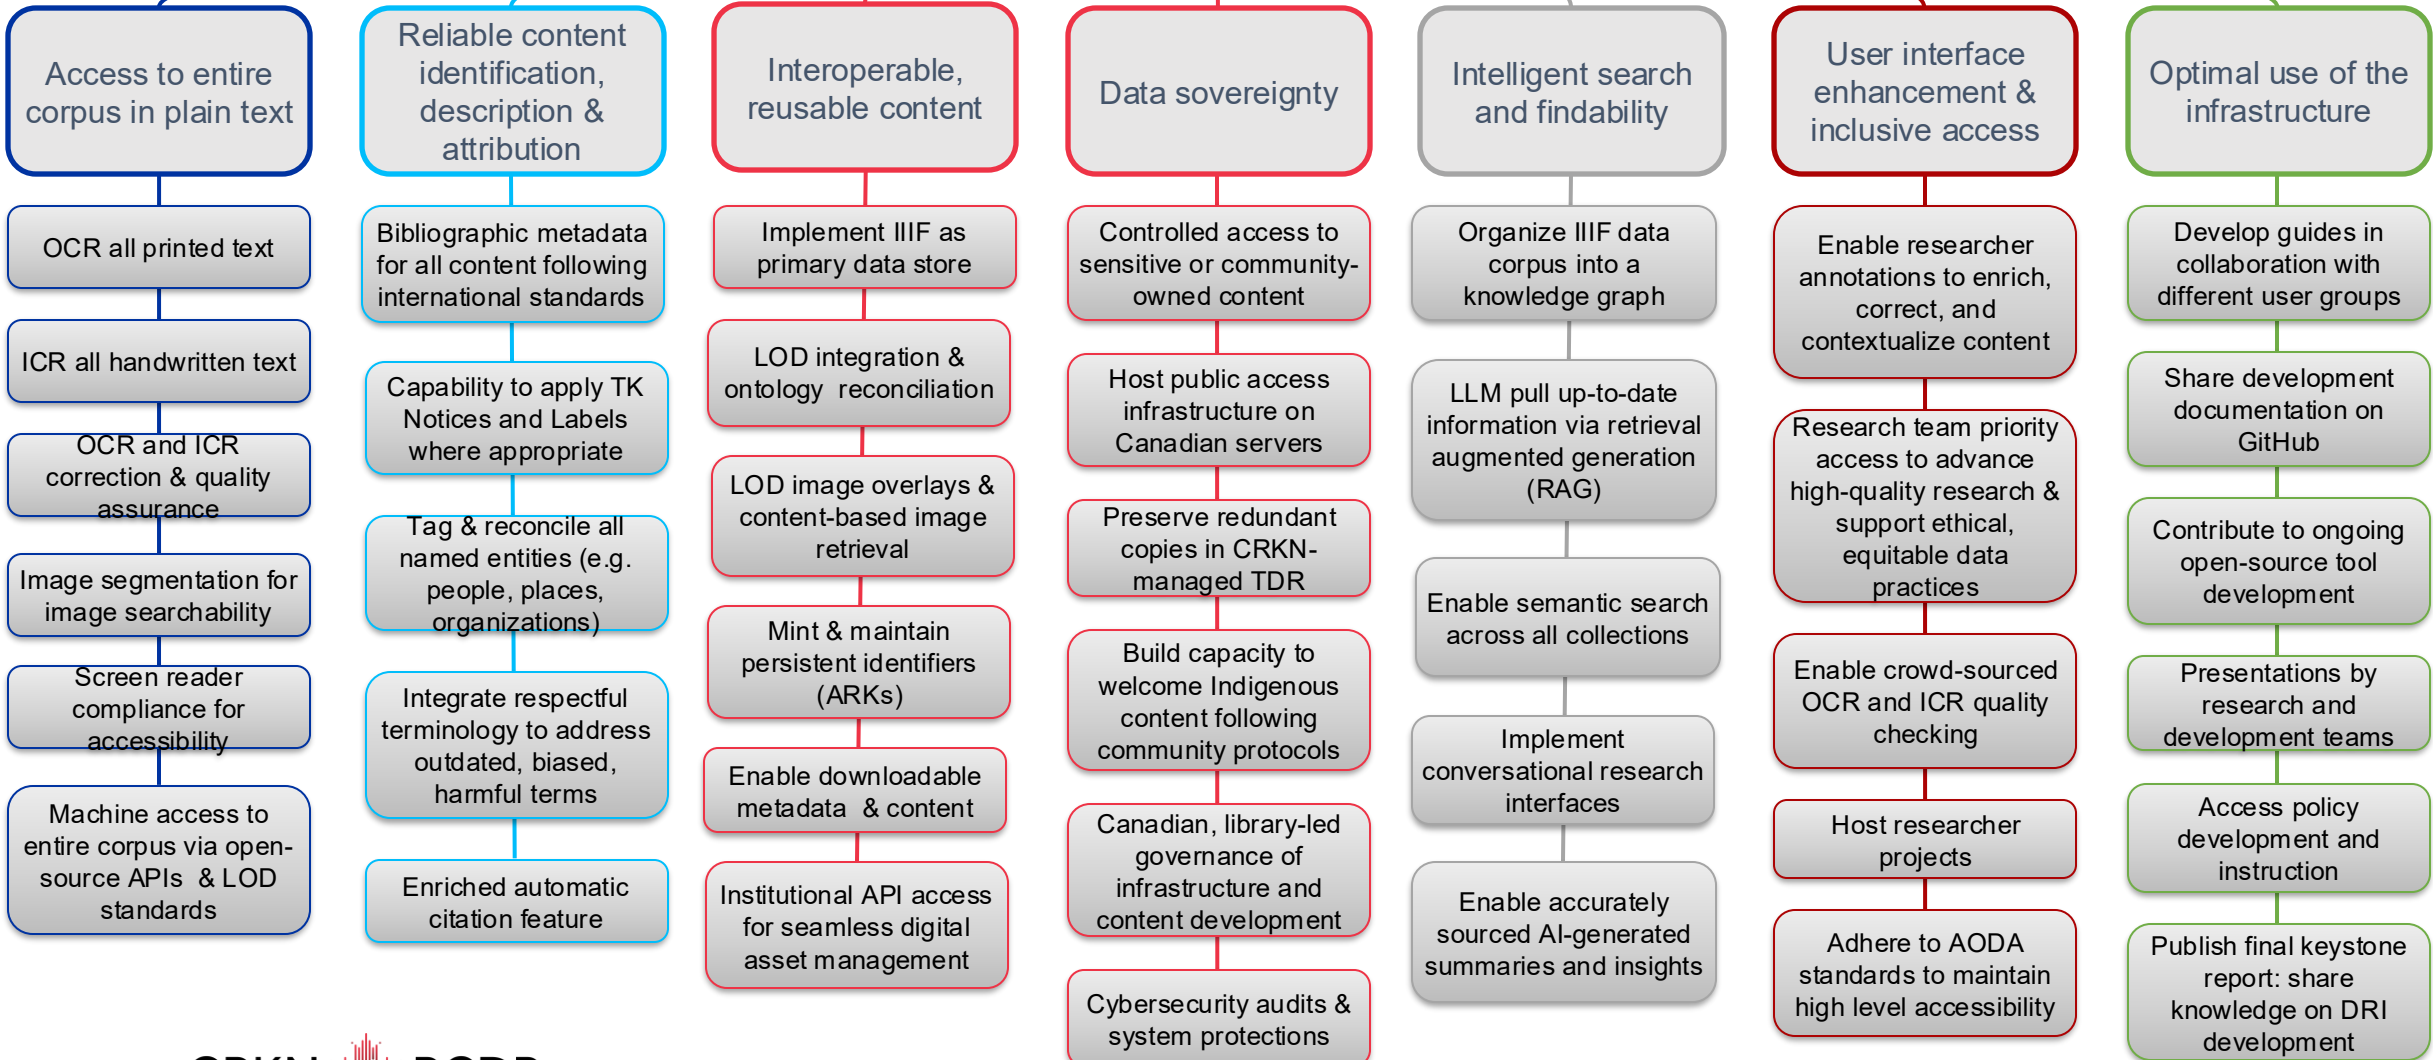 Access to entire
corpus in plain text
OCR all printed text
ICR all handwritten text
OCR and ICR
correction & quality
assurance
Image segmentation for
image searchability
Screen reader
compliance for
accessibility
Machine access to
entire corpus via open-
source APIs & LOD
standards
Reliable content
identification,
description &
attribution
Bibliographic metadata
for all content following
international standards
Capability to apply TK
Notices and Labels
where appropriate
Tag & reconcile all
named entities (e.g.
people, places,
organizations)
Integrate respectful
terminology to address
outdated, biased,
harmful terms
Enriched automatic
citation feature
Interoperable,
reusable content
Implement IIIF as
primary data store
LOD integration &
ontology reconciliation
LOD image overlays &
content-based image
retrieval
Mint & maintain
persistent identifiers
(ARKs)
Enable downloadable
metadata & content
Institutional API access
for seamless digital
asset management
Data sovereignty
Controlled access to
sensitive or community-
owned content
Host public access
infrastructure on
Canadian servers
Preserve redundant
copies in CRKN-
managed TDR
Build capacity to
welcome Indigenous
content following
community protocols
Canadian, library-led
governance of
infrastructure and
content development
Cybersecurity audits &
system protections
Intelligent search
and findability
Organize IIIF data
corpus into a
knowledge graph
LLM pull up-to-date
information via retrieval
augmented generation
(RAG)
Enable semantic search
across all collections
Implement
conversational research
interfaces
Enable accurately
sourced AI-generated
summaries and insights
User interface
enhancement &
inclusive access
Enable researcher
annotations to enrich,
correct, and
contextualize content
Research team priority
access to advance
high-quality research &
support ethical,
equitable data
practices
Enable crowd-sourced
OCR and ICR quality
checking
Host researcher
projects
Adhere to AODA
standards to maintain
high level accessibility
Optimal use of the
infrastructure
Develop guides in
collaboration with
different user groups
Share development
documentation on
GitHub
Contribute to ongoing
open-source tool
development
Presentations by
research and
development teams
Access policy
development and
instruction
Publish final keystone
report: share
knowledge on DRI
development